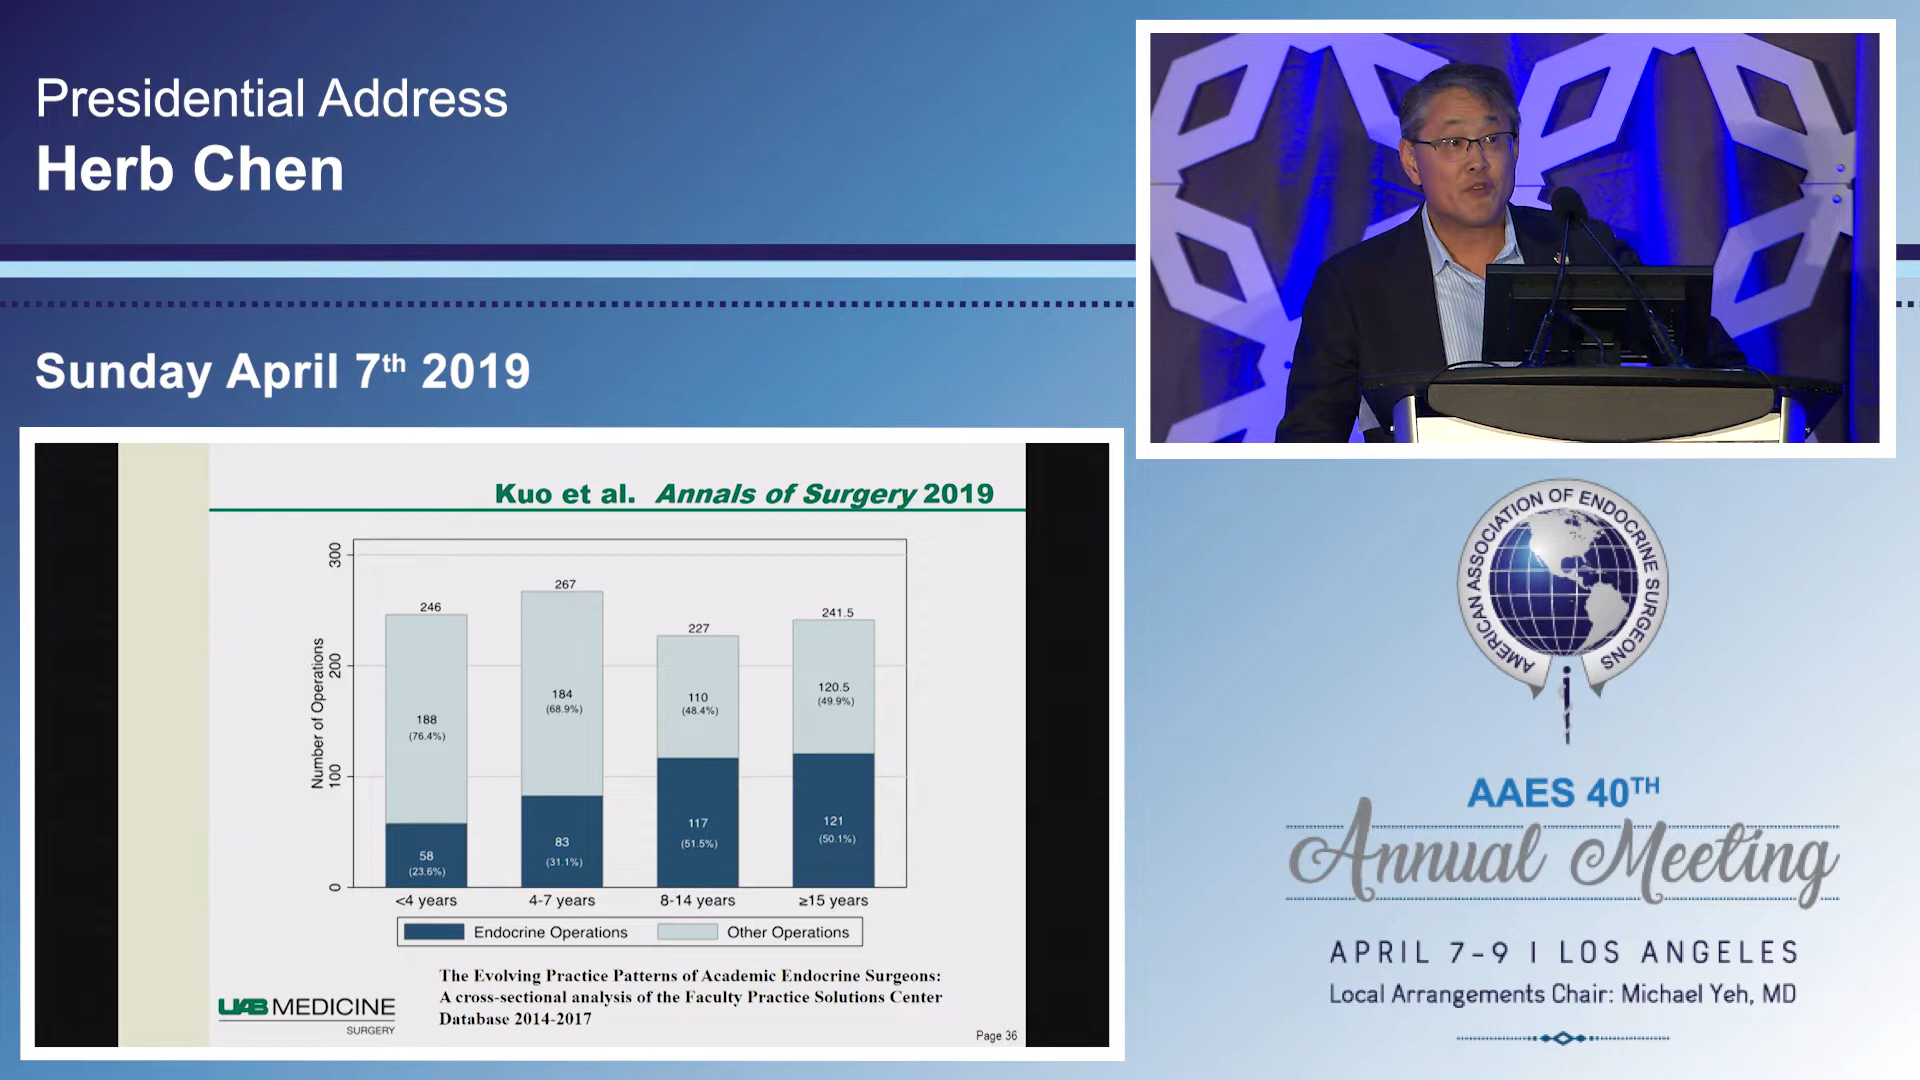 Presidential Address
Herb Chen
Sunday April 7th 2019
Kuo et al. Annals of Surgery 2019
Number of Operations
300
200
100
0
246
188
(76.4%)
58
(23.6%)
267
184
(68.9%)
83
(31.1%)
227
110
(48.4%)
117
(51.5%)
241.5
120.5
(49.9%)
121
(50.1%)
<4 years
4-7 years
8-14 years
≥15 years
Endocrine Operations
Other Operations
The Evolving Practice Patterns of Academic Endocrine Surgeons:
A cross-sectional analysis of the Faculty Practice Solutions Center
Database 2014-2017
UAB MEDICINE
SURGERY
Page 36
AMERICAN ASSOCIATION OF ENDOCRINE SURGEONS
AAES 40TH
Annual Meeting
APRIL 7-9 | LOS ANGELES
Local Arrangements Chair: Michael Yeh, MD